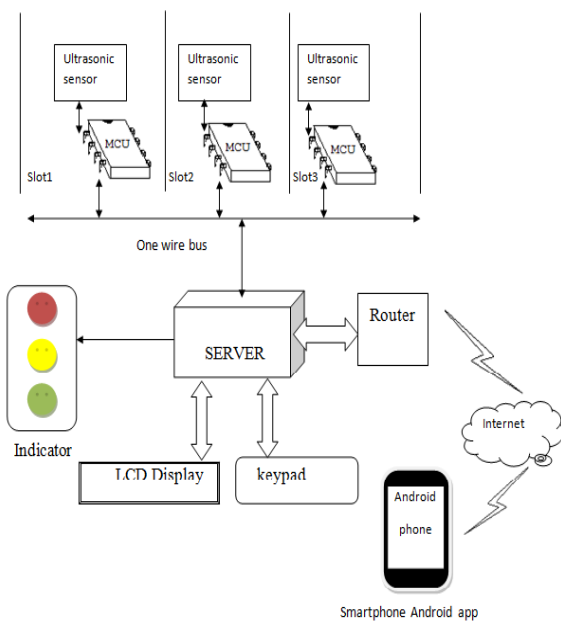 Ultrasonic
sensor
Ultrasonic
sensor
Ultrasonic
sensor
MCU
MCU
MCU
Slot1
Slot2
Slot3
One wire bus
Router
SERVER
Indicator
Internet
LCD Display
keypad
Android
phone
Smartphone Android app